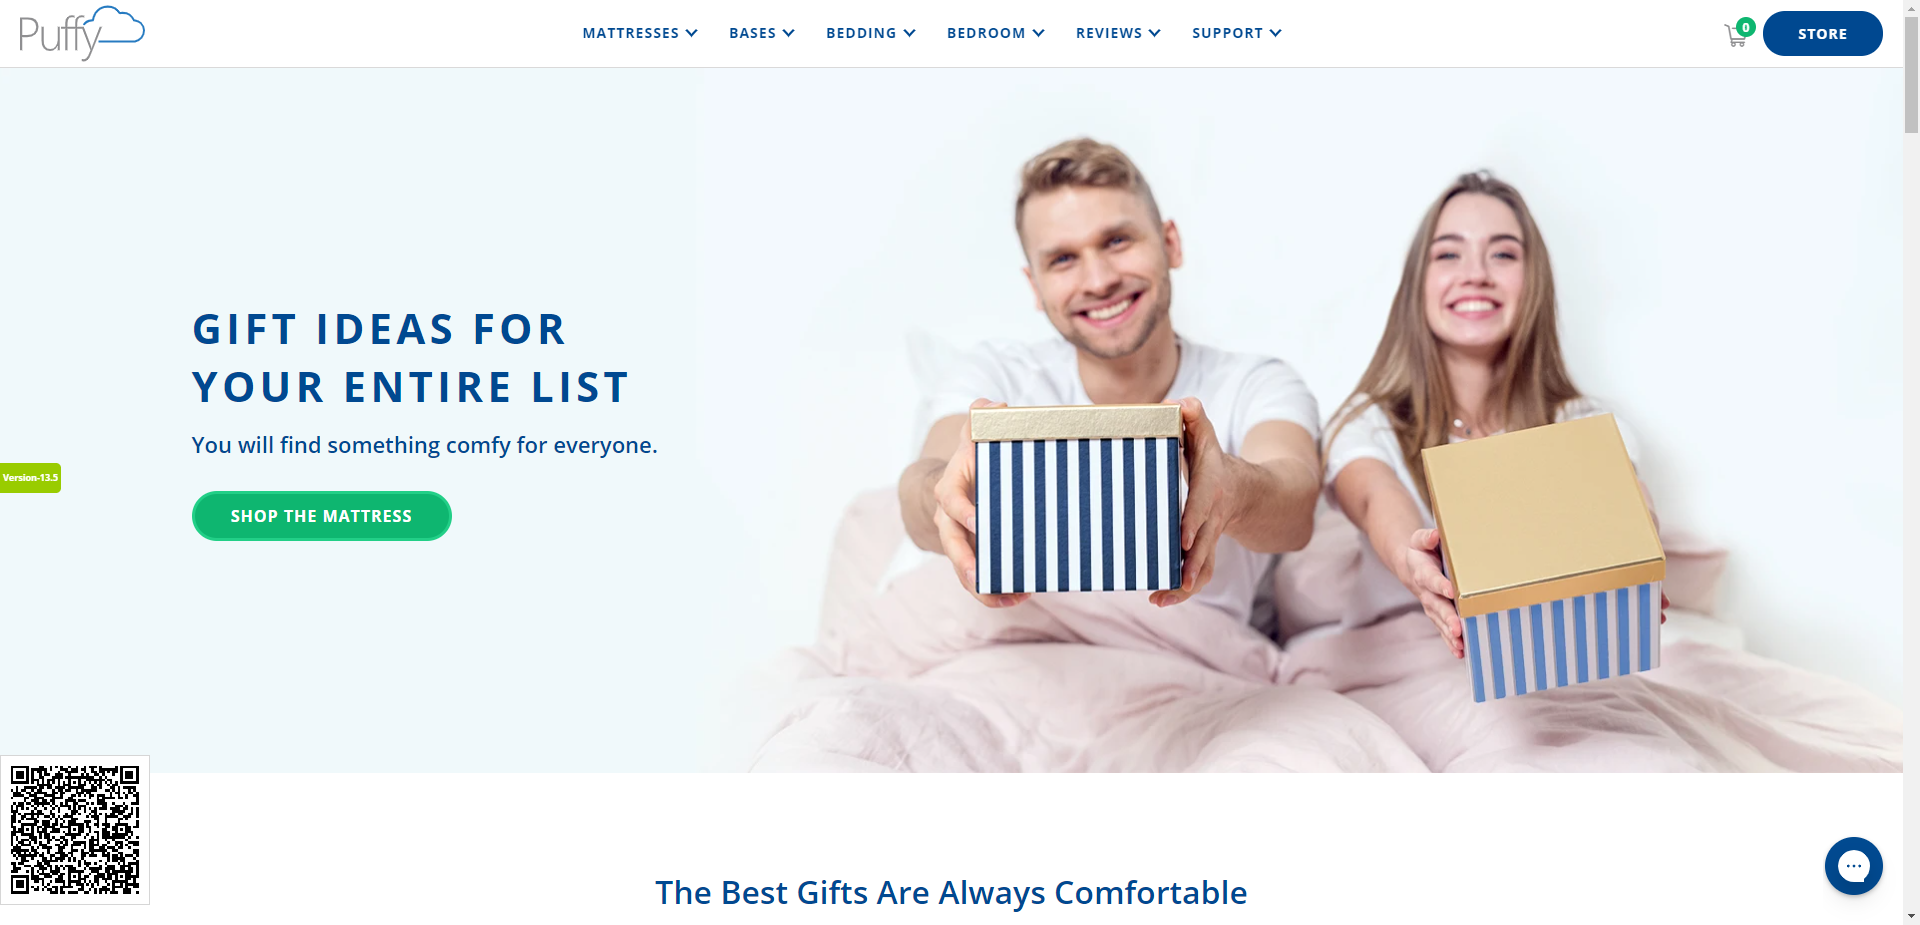 Puffy
MATTRESSES
BASES
BEDDING
BEDROOM
REVIEWS
SUPPORT
0
STORE
GIFT IDEAS FOR
YOUR ENTIRE LIST
You will find something comfy for everyone.
Version-13.5
SHOP THE MATTRESS
The Best Gifts Are Always Comfortable